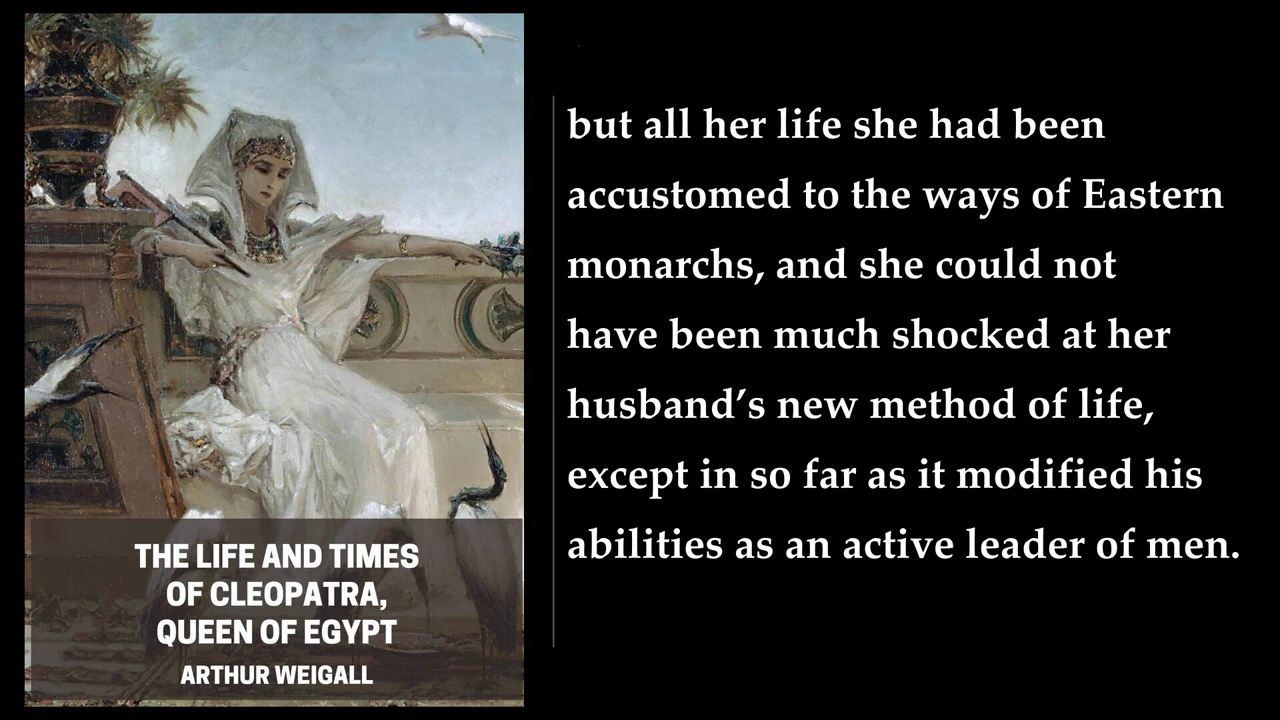 THE LIFE AND TIMES
OF CLEOPATRA,
QUEEN OF EGYPT
ARTHUR WEIGALL
but all her life she had been
accustomed to the ways of Eastern
monarchs, and she could not
have been much shocked at her
husband’s new method of life,
except in so far as it modified his
abilities as an active leader of men.